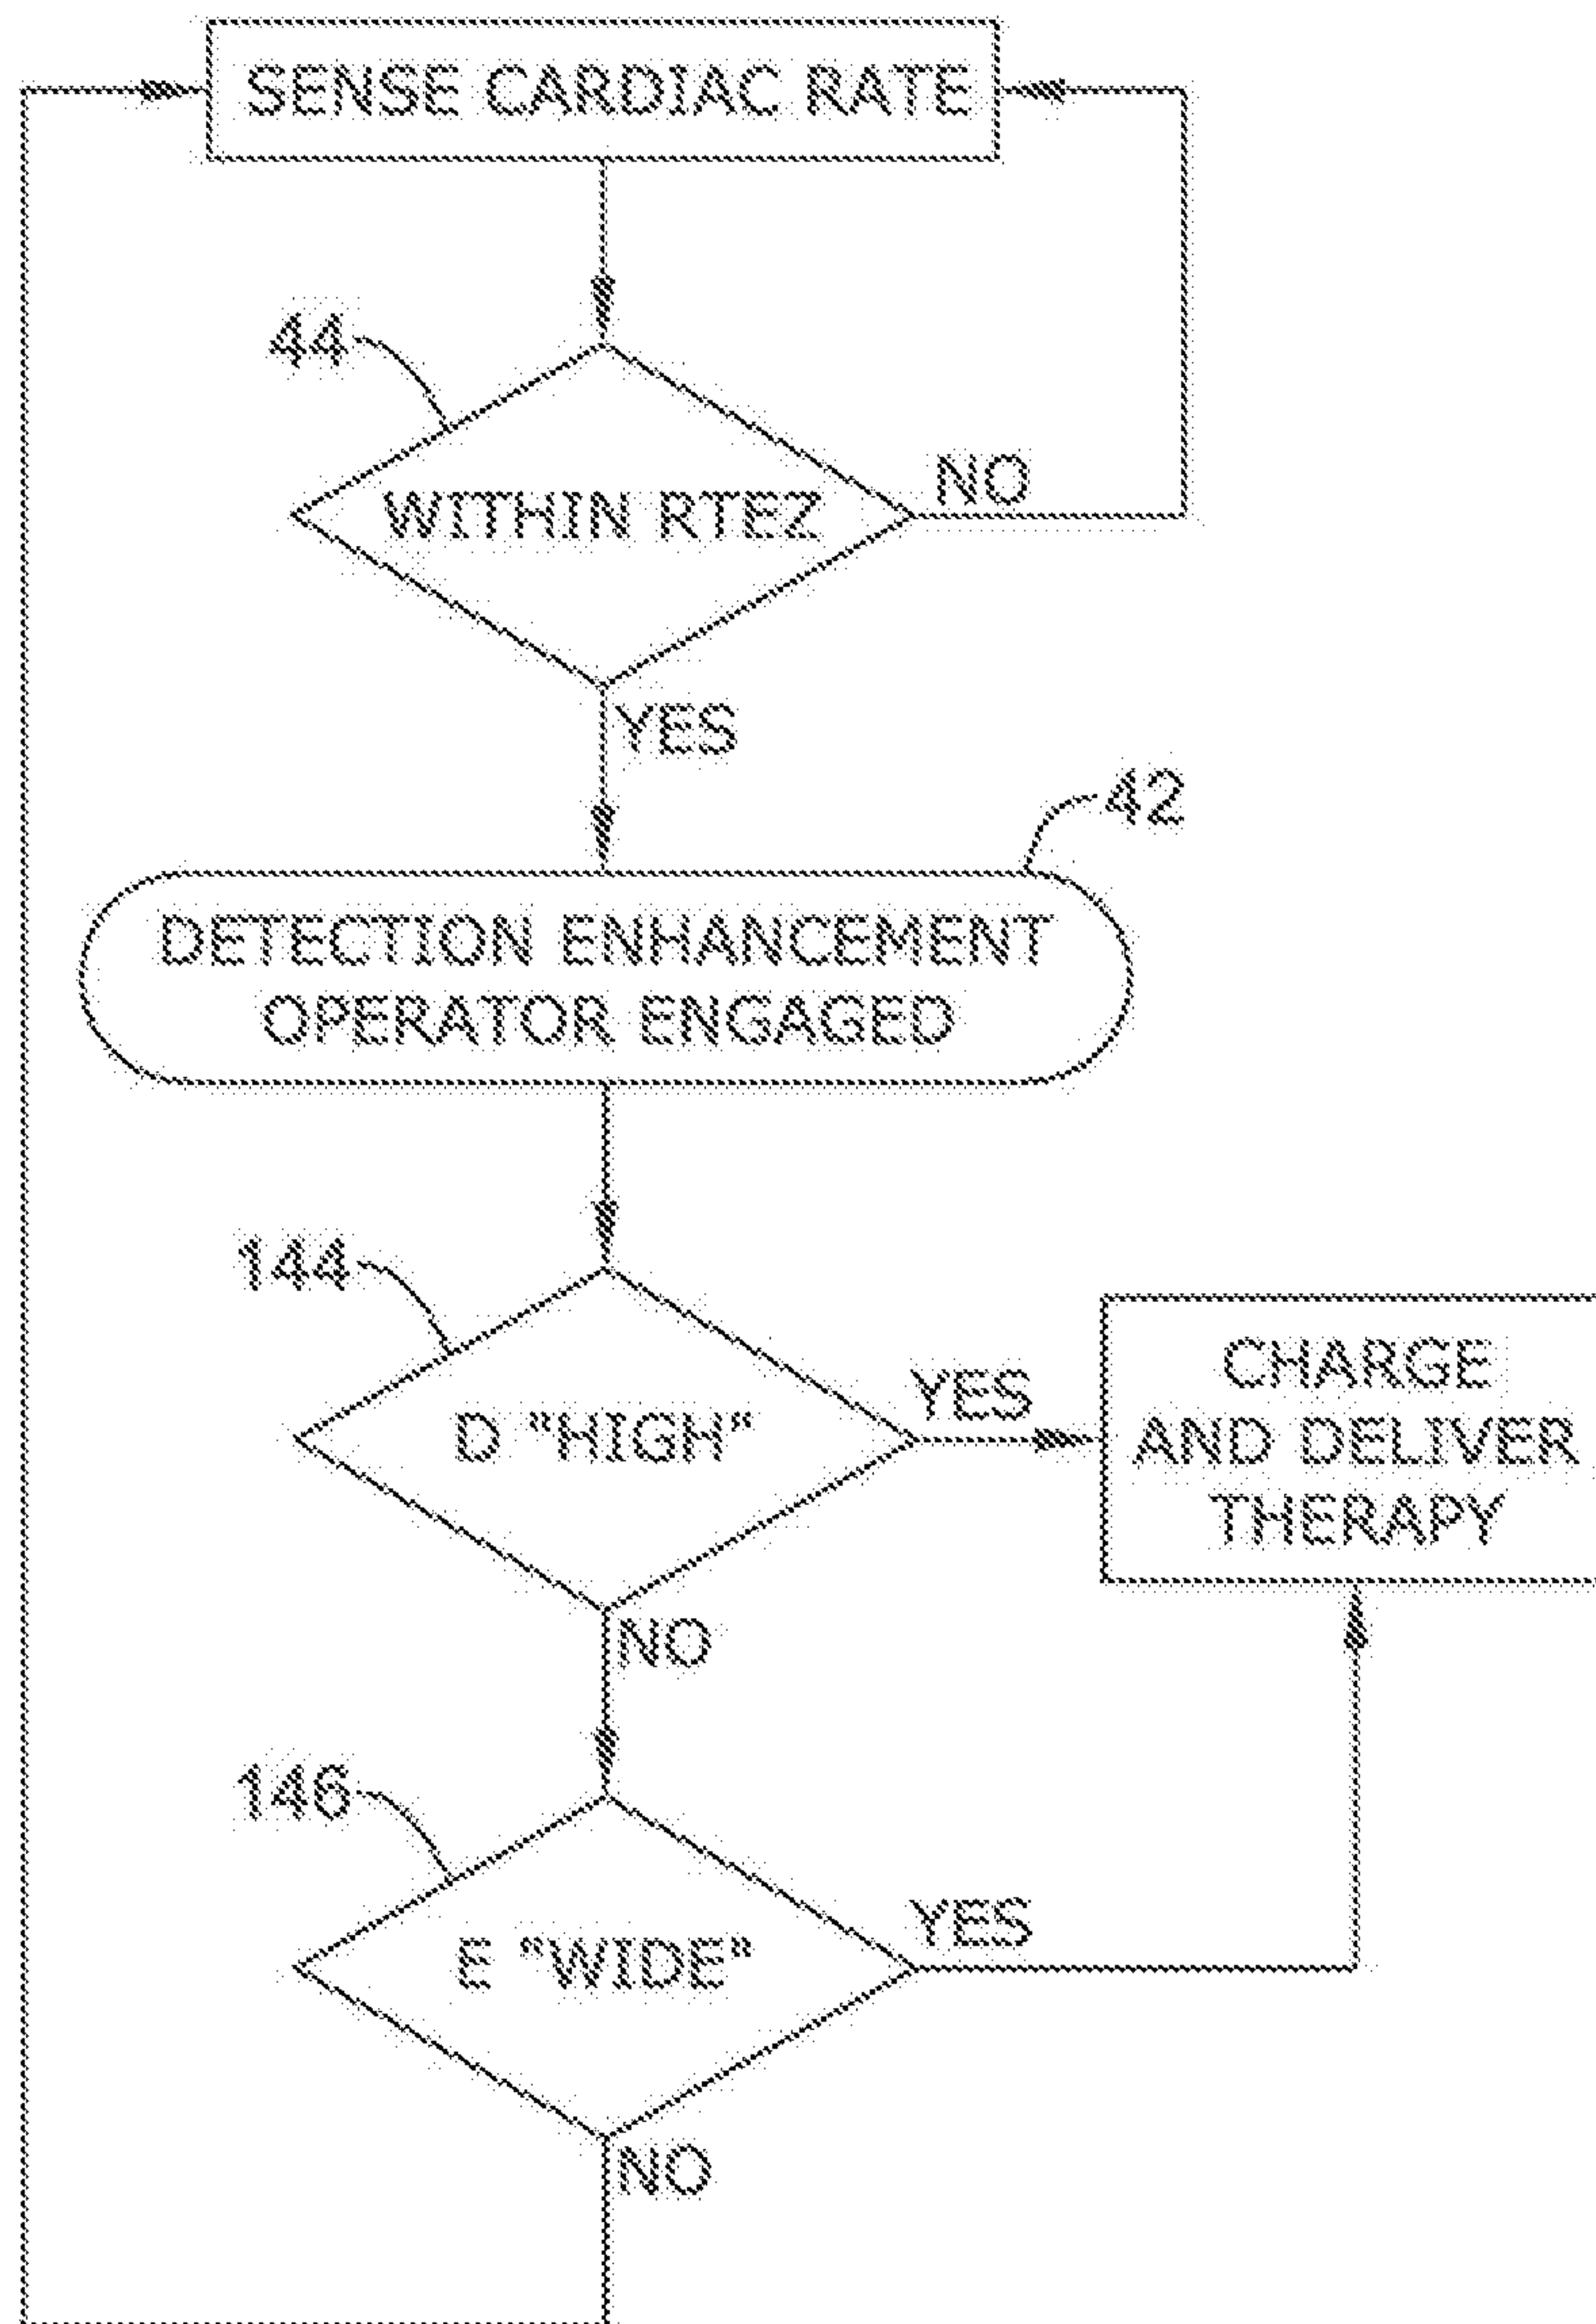 SENSE CARDIAC RATE
44
WITHIN RTEZ
NO
YES
42
DETECTION ENHANCEMENT
OPERATOR ENGAGED
144
D "HIGH"
YES
CHARGE
AND DELIVER
THERAPY
NO
146
E "WIDE"
YES
NO